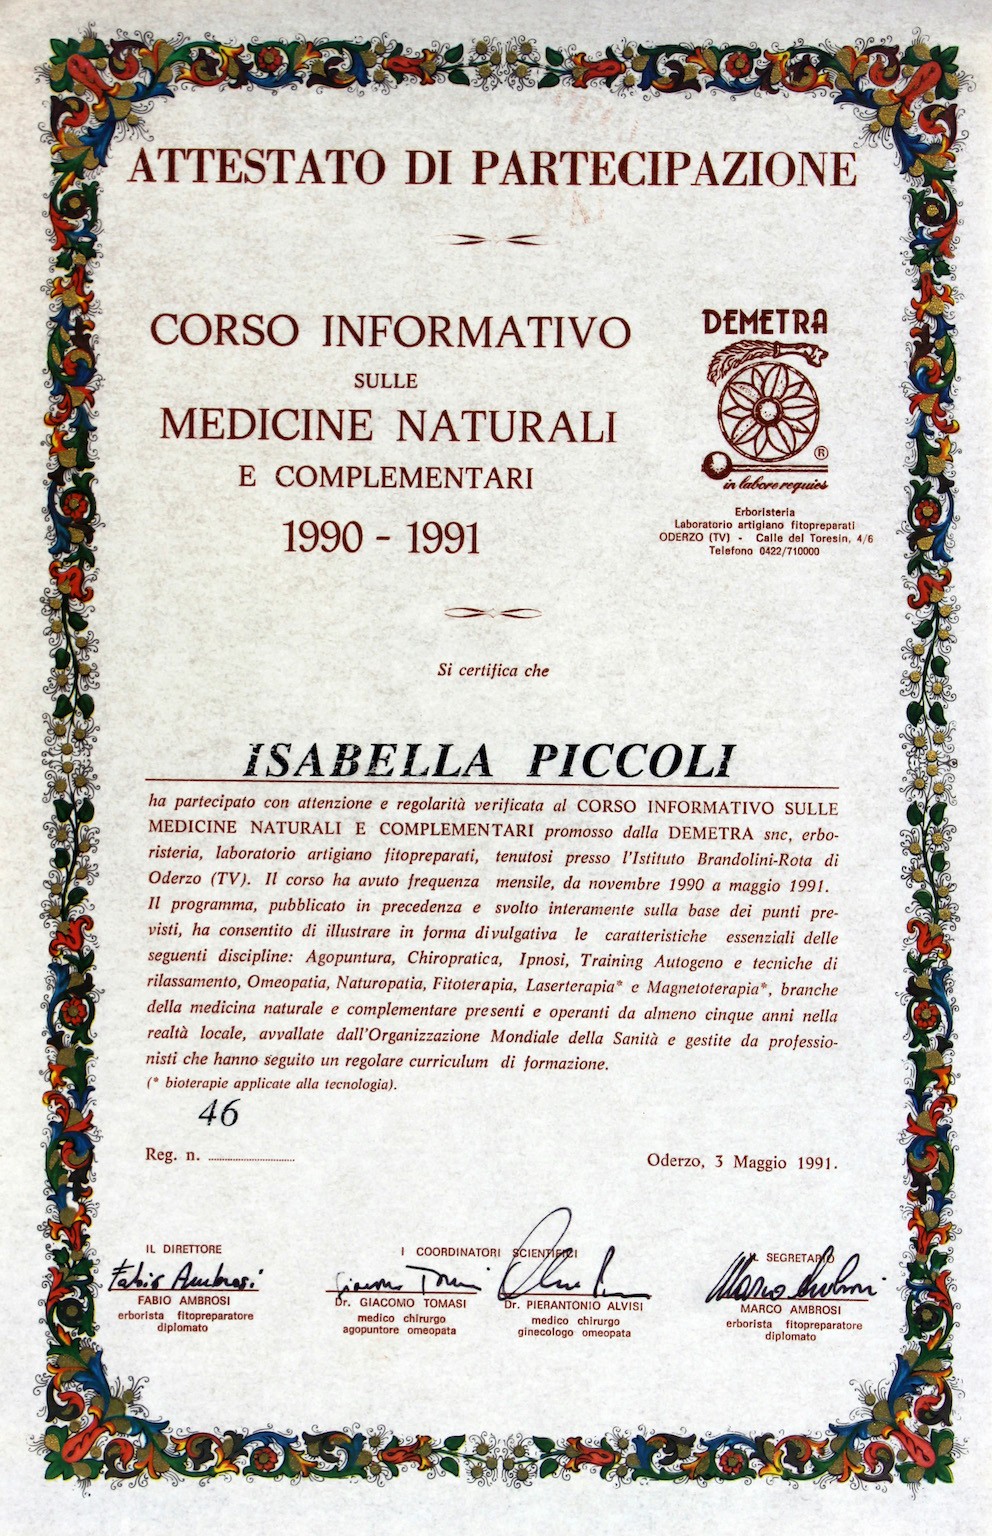 ATTESTATO DI PARTECIPAZIONE
CORSO INFORMATIVO
SULLE
MEDICINE NATURALI
E COMPLEMENTARI
1990 - 1991
DEMETRA
®
in labore requies
Erboristeria
Laboratorio artigiano fitopreparati
ODERZO (TV) - Calle del Toresin, 4/6
Telefono 0422/710000
Si certifica che
ISABELLA PICCOLI
ha partecipato con attenzione e regolarità verificata al CORSO INFORMATIVO SULLE
MEDICINE NATURALI E COMPLEMENTARI promosso dalla DEMETRA snc, erbo-
risteria, laboratorio artigiano fitopreparati, tenutosi presso l'Istituto Brandolini-Rota di
Oderzo (TV). Il corso ha avuto frequenza mensile, da novembre 1990 a maggio 1991.
Il programma, pubblicato in precedenza e svolto interamente sulla base dei punti pre-
visti, ha consentito di illustrare in forma divulgativa le caratteristiche essenziali delle
seguenti discipline: Agopuntura, Chiropratica, Ipnosi, Training Autogeno e tecniche di
rilassamento, Omeopatia, Naturopatia, Fitoterapia, Laserterapia* e Magnetoterapia*, branche
della medicina naturale e complementare presenti e operanti da almeno cinque anni nella
realtà locale, avvallate dall'Organizzazione Mondiale della Sanità e gestite da professio-
nisti che hanno seguito un regolare curriculum di formazione.
(* bioterapie applicate alla tecnologia).
46
Reg. n. ........................
Oderzo, 3 Maggio 1991.
IL DIRETTORE
Fabio Ambrosi
FABIO AMBROSI
erborista fitopreparatore
diplomato
I COORDINATORI SCIENTIFICI
Giacomo Tomasi
Dr. GIACOMO TOMASI
medico chirurgo
agopuntore omeopata
Dr. PIERANTONIO ALVISI
medico chirurgo
ginecologo omeopata
IL SEGRETARIO
Marco Ambrosi
MARCO AMBROSI
erborista fitopreparatore
diplomato